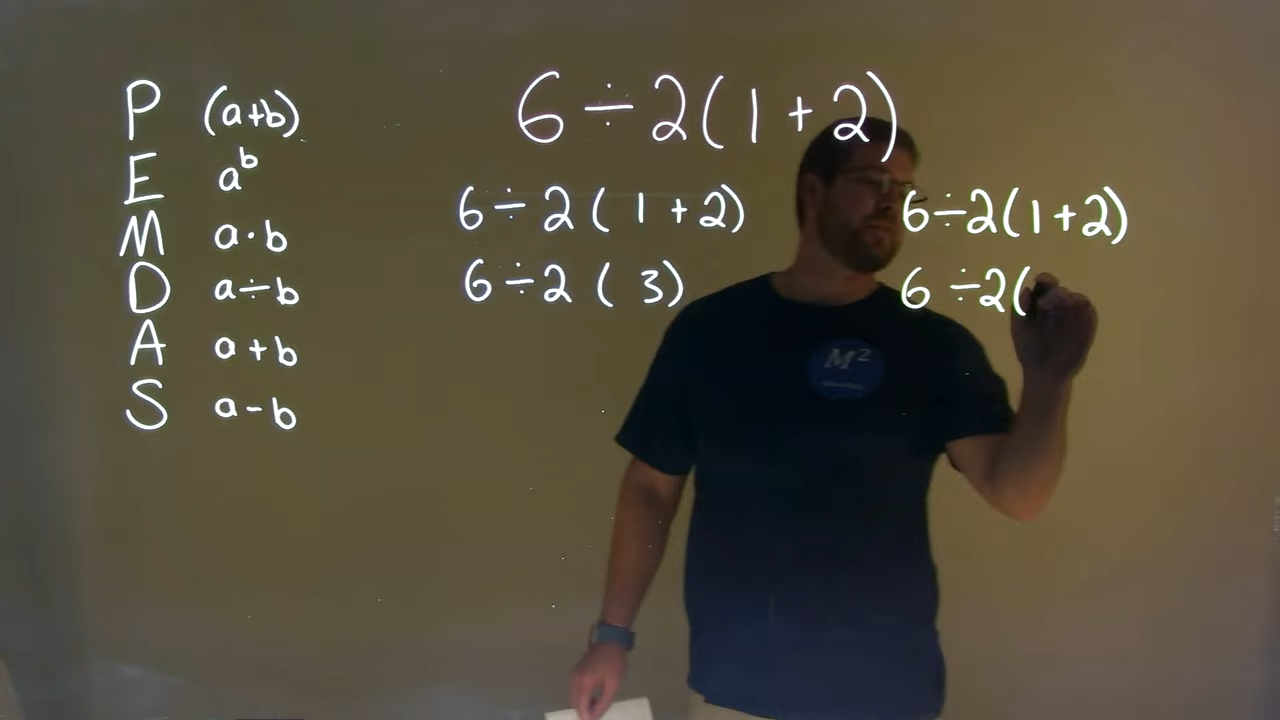 P (a+b)
E a^b
M a·b
D a÷b
A a+b
S a-b
6÷2(1+2)
6÷2(1+2)
6÷2(3)
6÷2(1+2)
6÷2(
M²